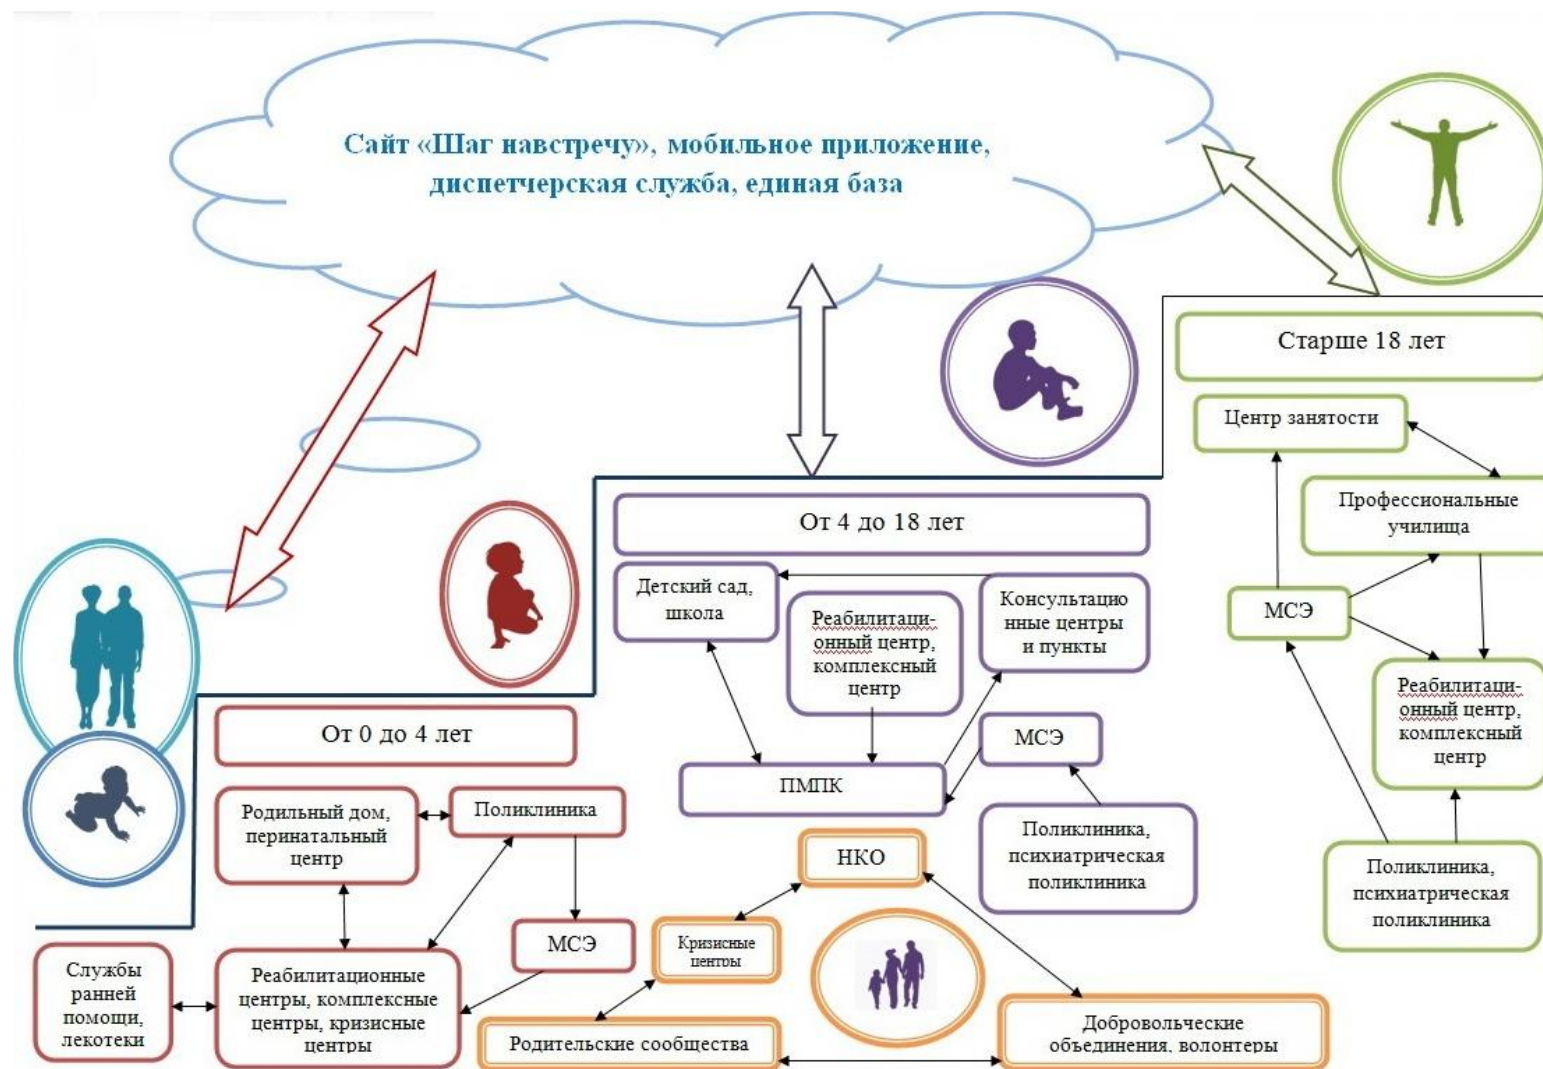 Сайт «Шаг навстречу», мобильное приложение,
диспетчерская служба, единая база
Старше 18 лет
Центр занятости
Профессиональные
училища
МСЭ
Реабилитаци-
онный центр,
комплексный
центр
Поликлиника,
психиатрическая
поликлиника
От 4 до 18 лет
Детский сад,
школа
Реабилитаци-
онный центр,
комплексный
центр
Консультацио
нные центры
и пункты
МСЭ
ПМПК
Поликлиника,
психиатрическая
поликлиника
От 0 до 4 лет
Родильный дом,
перинатальный
центр
Поликлиника
МСЭ
Службы
ранней
помощи,
лекотеки
Реабилитационные
центры, комплексные
центры, кризисные
центры
НКО
Кризисные
центры
Родительские сообщества
Добровольческие
объединения, волонтеры